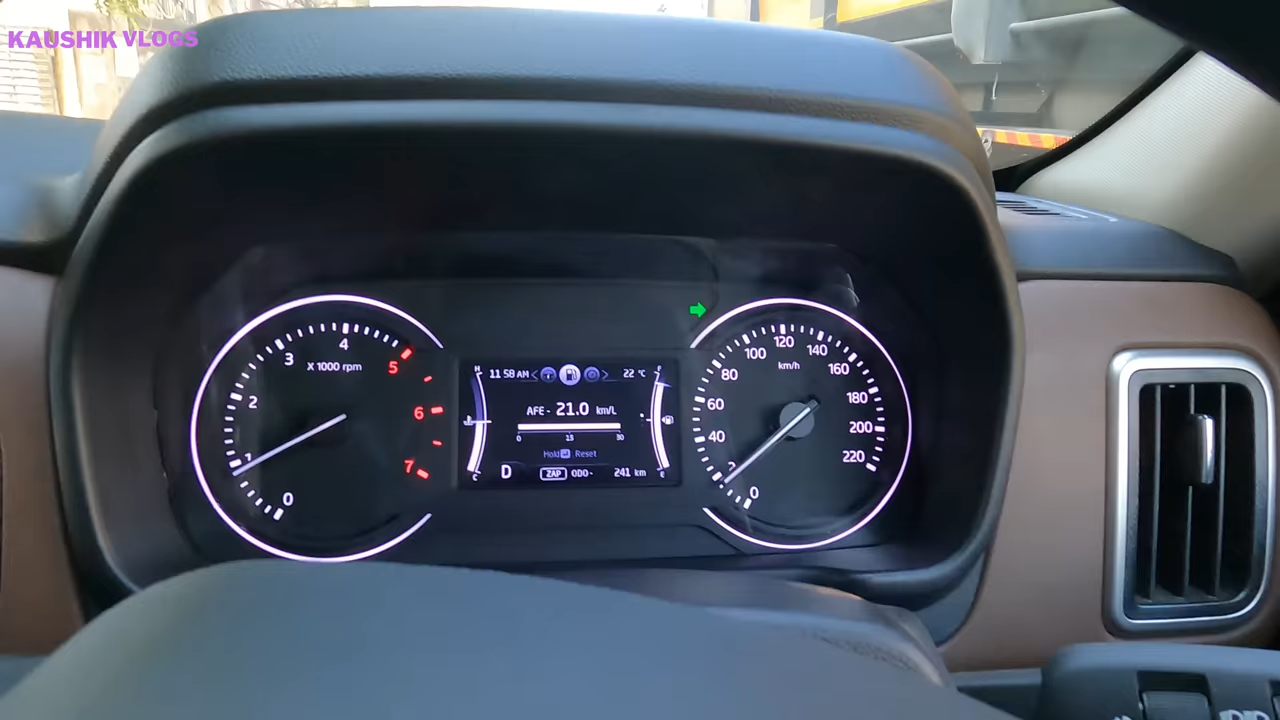 KAUSHIK VLOGS
0
1
2
3
4
5
6
7
X 1000 rpm
H 11 58 AM 22 °C F
AFE - 21.0 km/L
0 15 30
Hold Reset
C D ZAP ODO- 241 km E
0
40
60
80
100
120
140
160
180
200
220
km/h